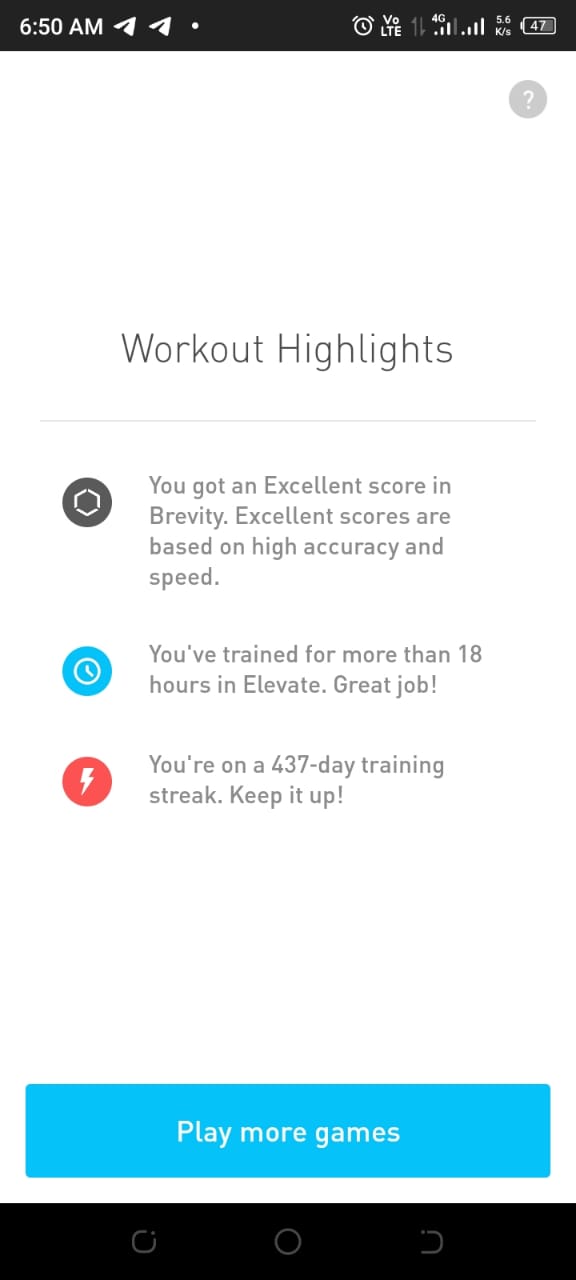 6:50 AM Vo LTE 4G 5.6 K/s 47
?
Workout Highlights
You got an Excellent score in
Brevity. Excellent scores are
based on high accuracy and
speed.
You've trained for more than 18
hours in Elevate. Great job!
You're on a 437-day training
streak. Keep it up!
Play more games